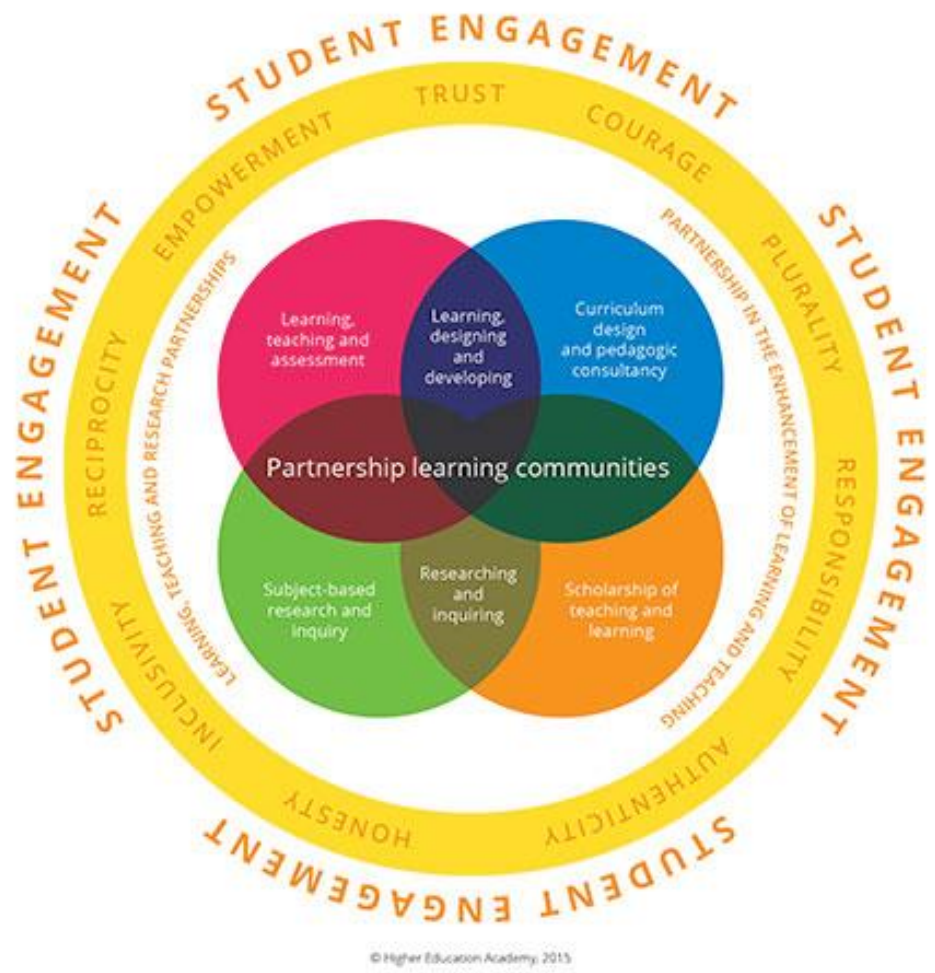 STUDENT ENGAGEMENT
STUDENT ENGAGEMENT
STUDENT ENGAGEMENT
STUDENT ENGAGEMENT
TRUST
COURAGE
PLURALITY
RESPONSIBILITY
AUTHENTICITY
HONESTY
INCLUSIVITY
RECIPROCITY
EMPOWERMENT
LEARNING, TEACHING AND RESEARCH PARTNERSHIPS
PARTNERSHIP IN THE ENHANCEMENT OF LEARNING AND TEACHING
Learning,
teaching and
assessment
Learning,
designing
and
developing
Curriculum
design
and pedagogic
consultancy
Partnership learning communities
Subject-based
research and
inquiry
Researching
and
inquiring
Scholarship of
teaching and
learning
© Higher Education Academy, 2015